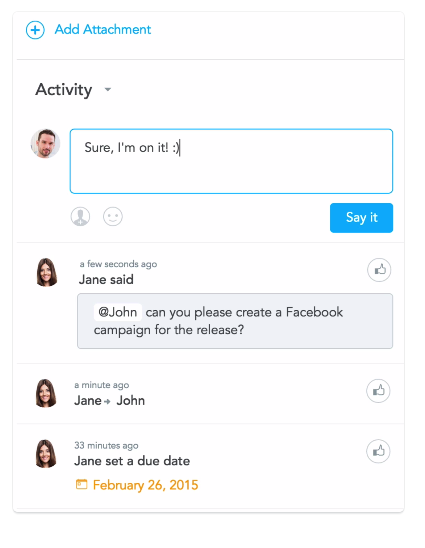 Add Attachment
Activity
Sure, I'm on it! :)
Say it
a few seconds ago
Jane said
@John can you please create a Facebook
campaign for the release?
a minute ago
Jane → John
33 minutes ago
Jane set a due date
February 26, 2015